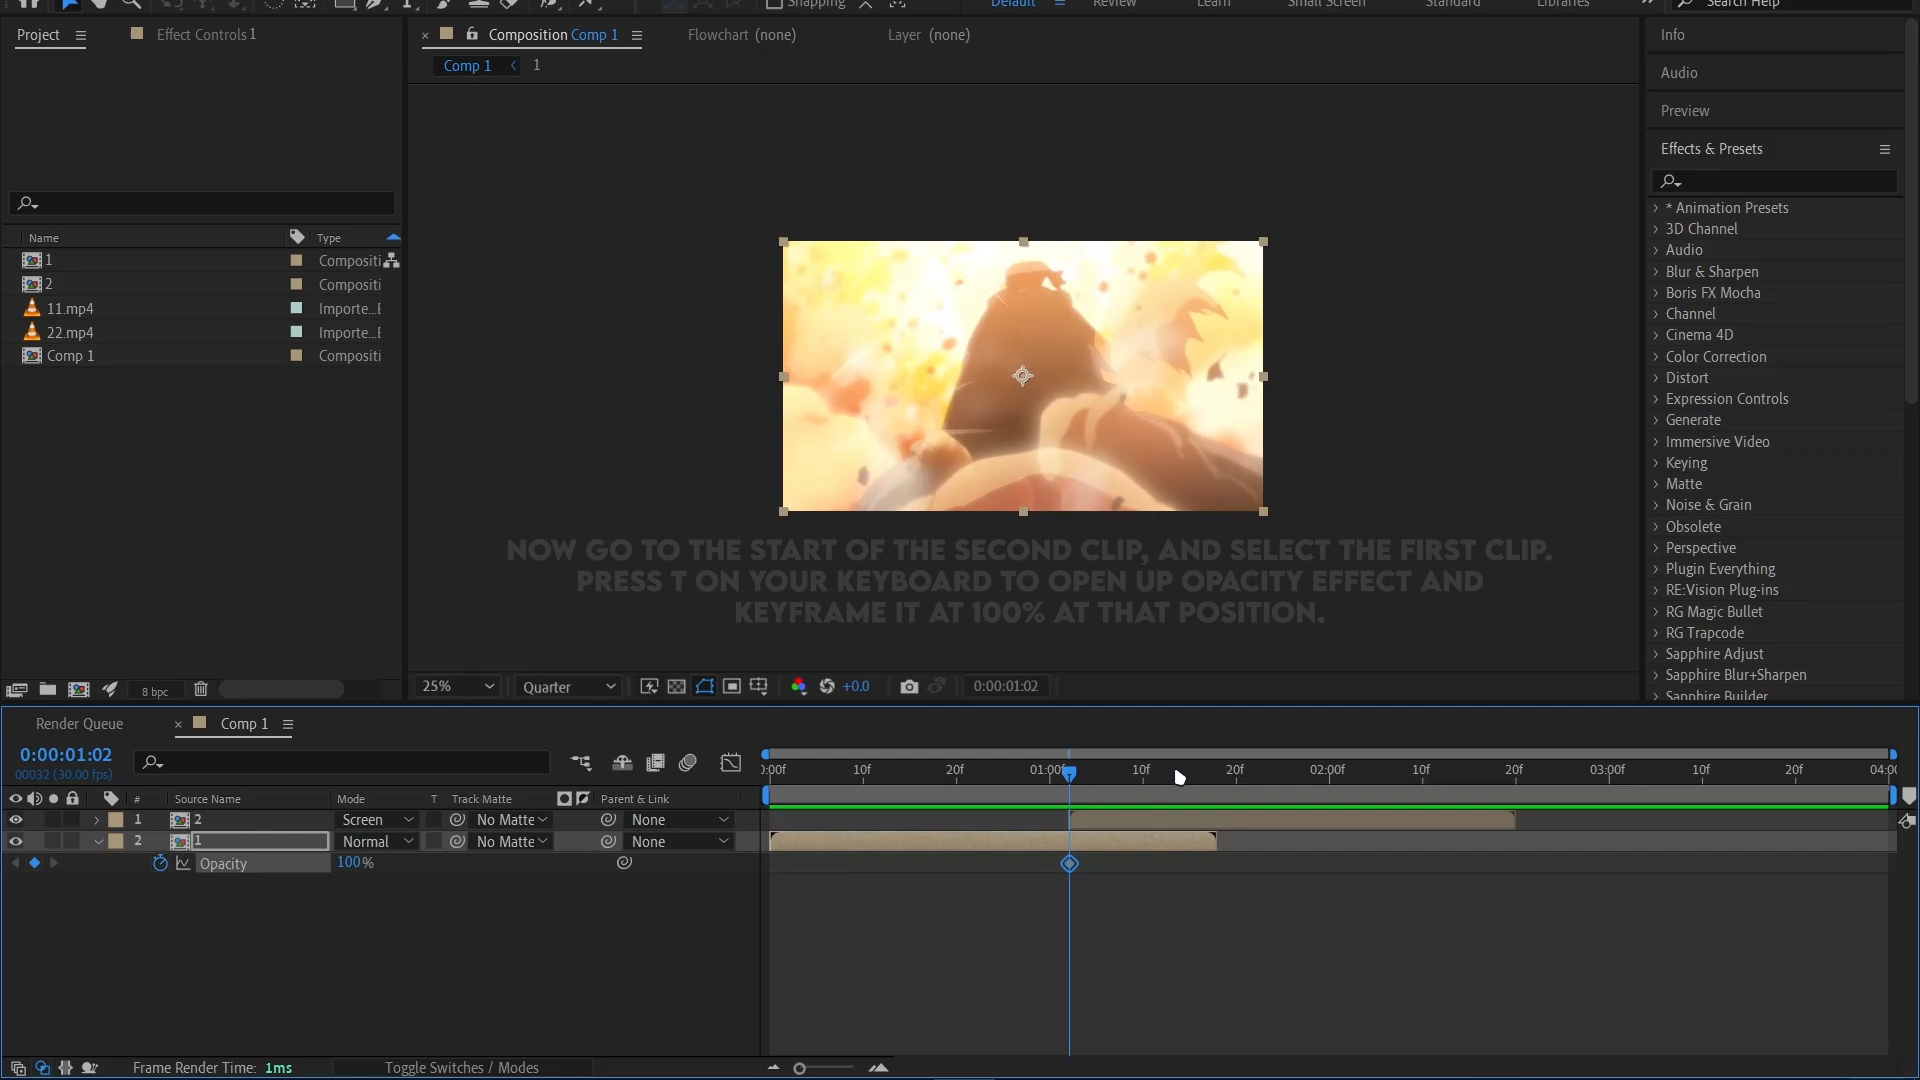 Snapping
Default
Review
Learn
Small Screen
Standard
Libraries
Search Help
Project
Effect Controls 1
Composition Comp 1
Flowchart (none)
Layer (none)
Comp 1
1
Info
Audio
Preview
Effects & Presets
Name
Type
1
Compositi
2
Compositi
11.mp4
Importe...E
22.mp4
Importe...E
Comp 1
Compositi
* Animation Presets
3D Channel
Audio
Blur & Sharpen
Boris FX Mocha
Channel
Cinema 4D
Color Correction
Distort
Expression Controls
Generate
Immersive Video
Keying
Matte
Noise & Grain
Obsolete
Perspective
Plugin Everything
RE:Vision Plug-ins
RG Magic Bullet
RG Trapcode
Sapphire Adjust
Sapphire Blur+Sharpen
Sapphire Builder
NOW GO TO THE START OF THE SECOND CLIP, AND SELECT THE FIRST CLIP.
PRESS T ON YOUR KEYBOARD TO OPEN UP OPACITY EFFECT AND
KEYFRAME IT AT 100% AT THAT POSITION.
8 bpc
25%
Quarter
+0.0
0:00:01:02
Render Queue
Comp 1
0:00:01:02
00032 (30.00 fps)
0:00f
10f
20f
01:00f
10f
20f
02:00f
10f
20f
03:00f
10f
20f
04:00
# Source Name Mode T Track Matte Parent & Link
1 2 Screen No Matte None
2 1 Normal No Matte None
Opacity 100%
Frame Render Time: 1ms
Toggle Switches / Modes